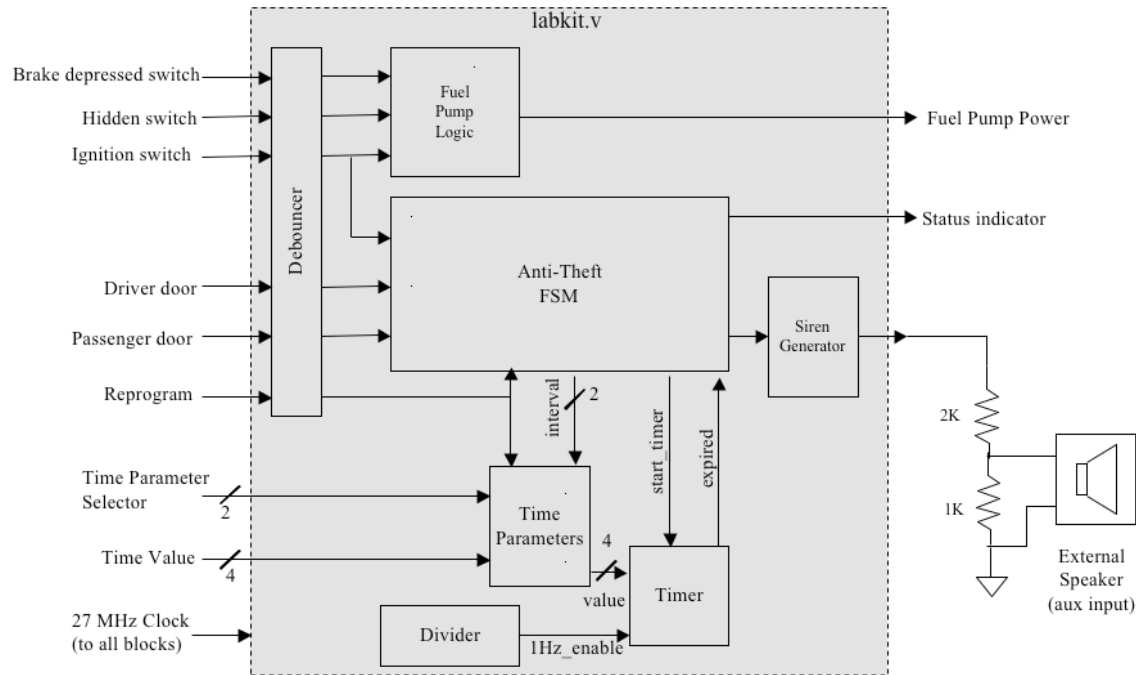 labkit.v
Brake depressed switch
Hidden switch
Ignition switch
Debouncer
Fuel
Pump
Logic
Fuel Pump Power
Status indicator
Anti-Theft
FSM
Driver door
Passenger door
Reprogram
Siren
Generator
interval
2
start_timer
expired
2K
1K
Time Parameter
Selector
2
Time
Parameters
Time Value
4
4
value
Timer
External
Speaker
(aux input)
27 MHz Clock
(to all blocks)
Divider
1Hz_enable